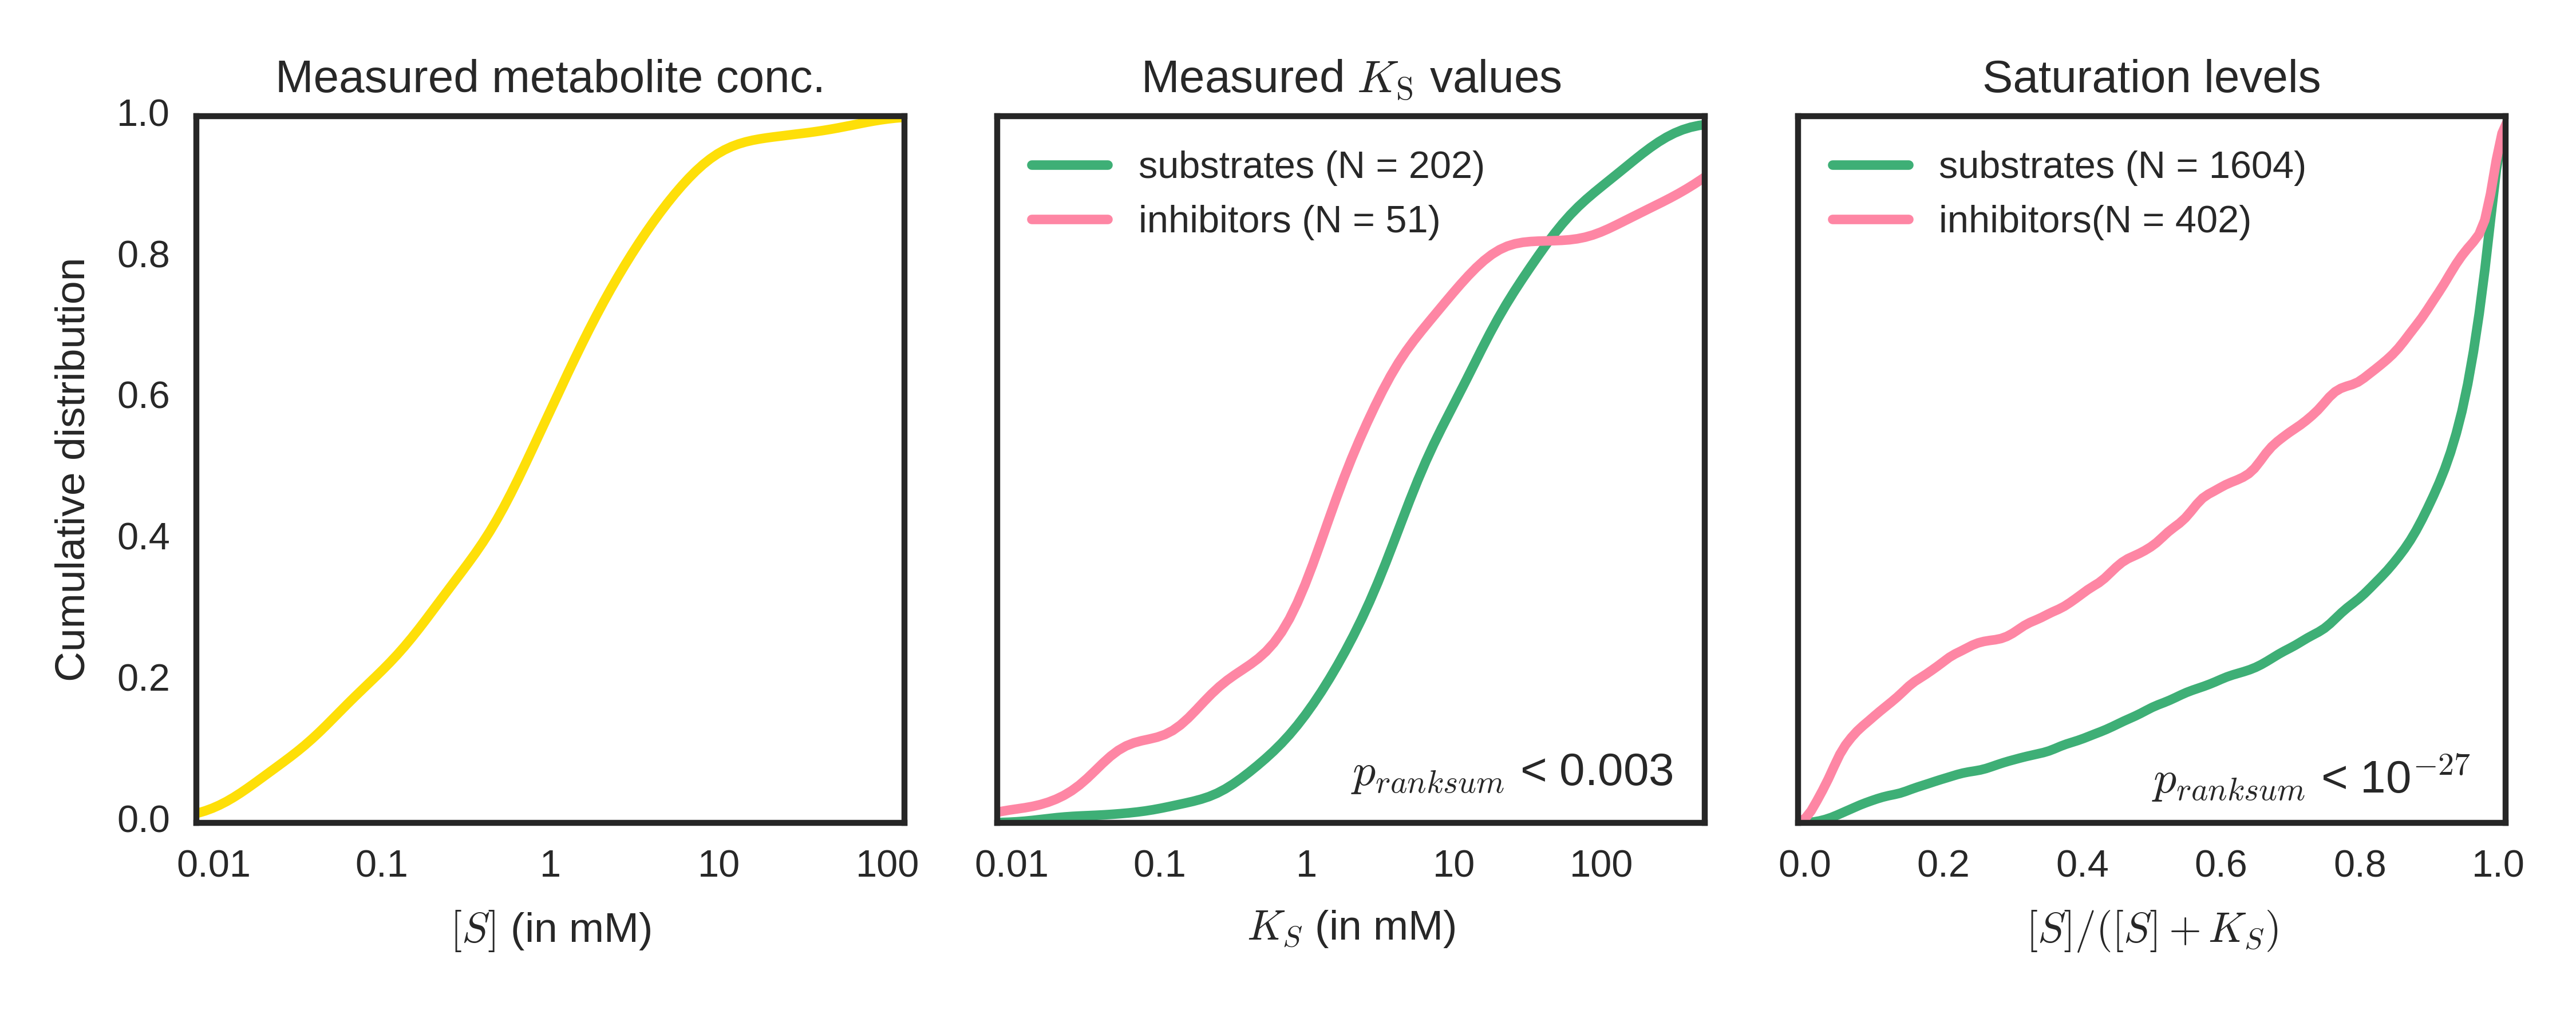 Measured metabolite conc.
Cumulative distribution
1.0
0.8
0.6
0.4
0.2
0.0
0.01 0.1 1 10 100
[S] (in mM)
Measured K_S values
substrates (N = 202)
inhibitors (N = 51)
p_ranksum < 0.003
0.01 0.1 1 10 100
K_S (in mM)
Saturation levels
substrates (N = 1604)
inhibitors(N = 402)
p_ranksum < 10^−27
0.0 0.2 0.4 0.6 0.8 1.0
[S]/([S] + K_S)